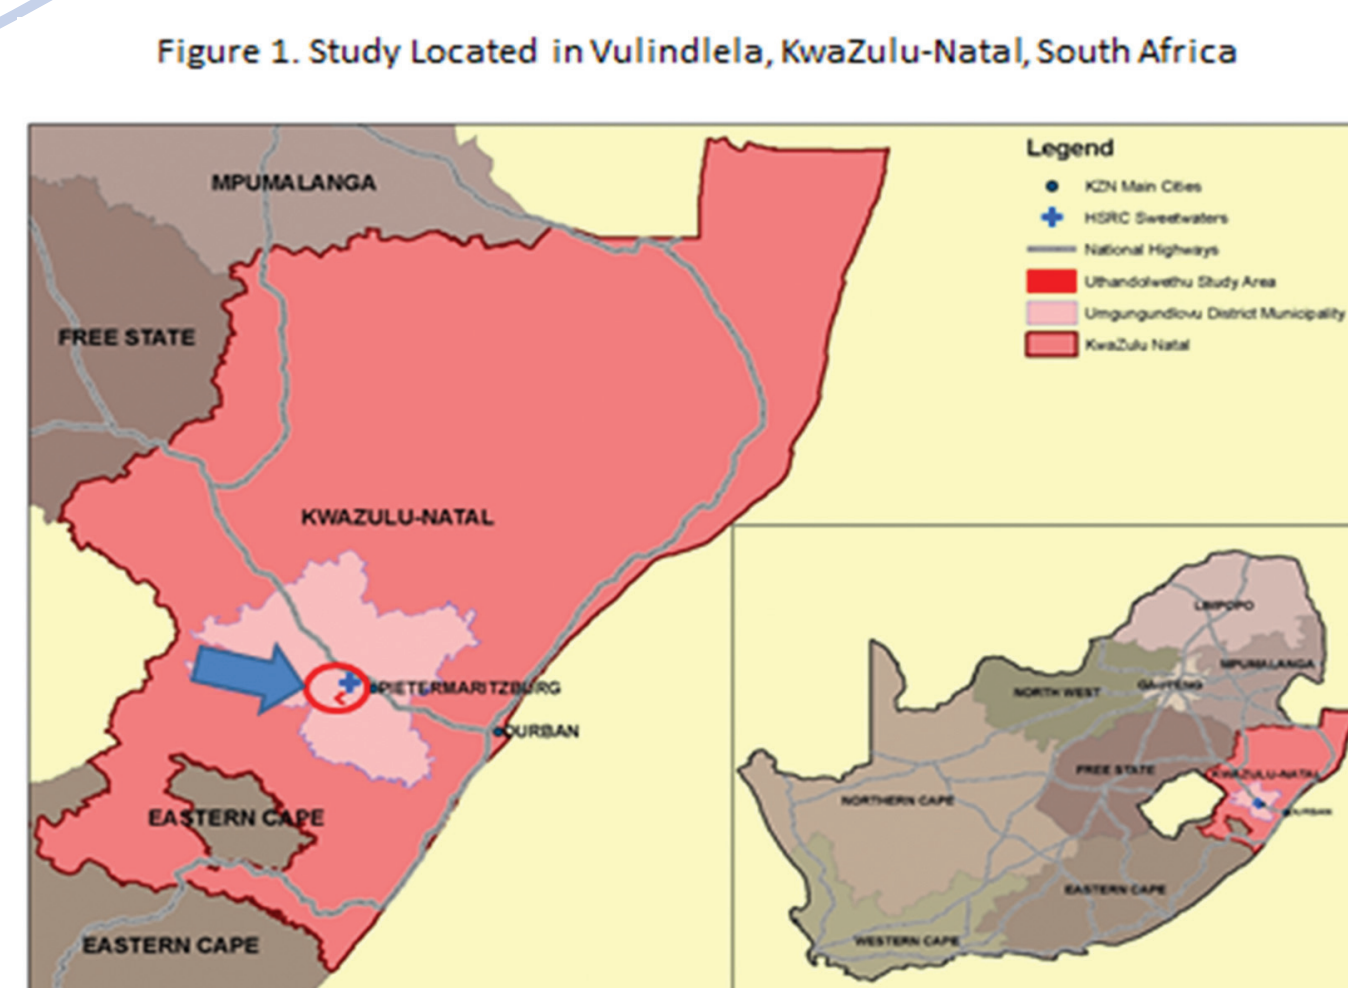 Figure 1. Study Located in Vulindlela, KwaZulu-Natal, South Africa
MPUMALANGA
FREE STATE
KWAZULU-NATAL
PIETERMARITZBURG
DURBAN
EASTERN CAPE
EASTERN CAPE
Legend
KZN Main Cities
HSRC Sweetwaters
National Highways
Uthandolwethu Study Area
Umgungundlovu District Municipality
KwaZulu Natal
LIMPOPO
MPUMALANGA
GAUTENG
NORTH WEST
FREE STATE
KWAZULU-NATAL
NORTHERN CAPE
DURBAN
EASTERN CAPE
WESTERN CAPE